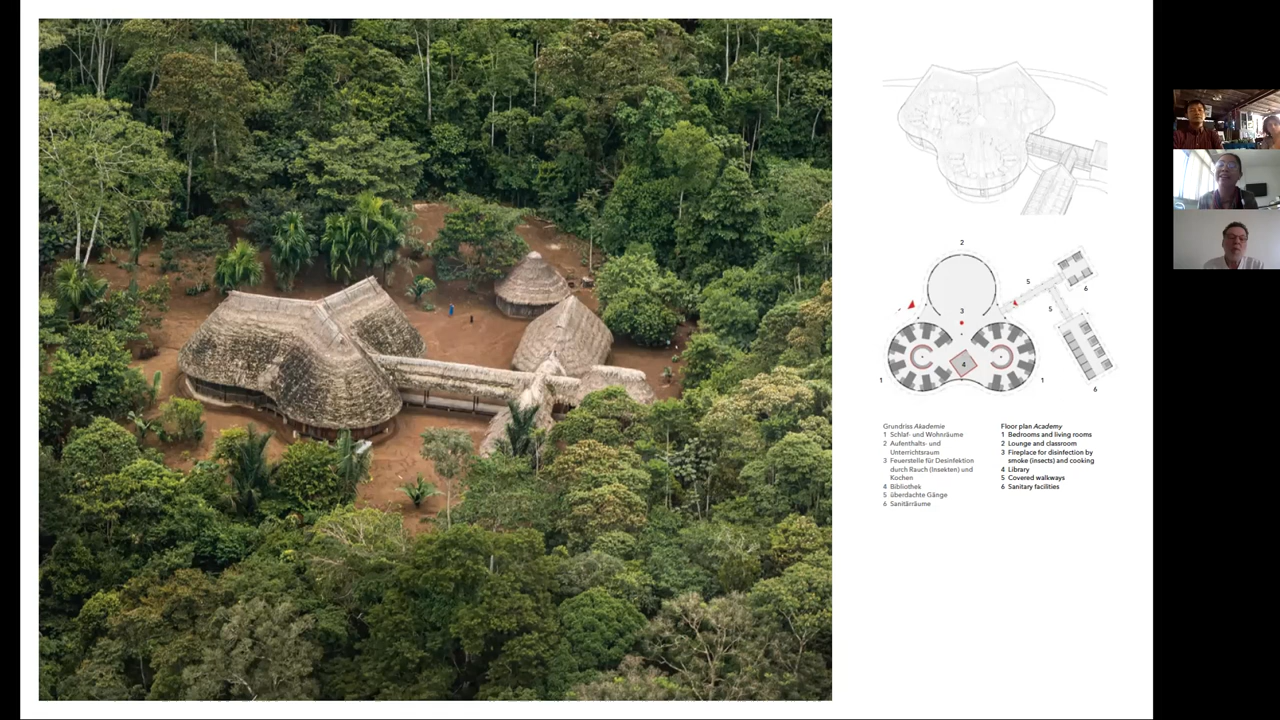 2
5
6
3
5
4
1
1
6
Grundriss Akademie
1 Schlaf- und Wohnräume
2 Aufenthalts- und
Unterrichtsraum
3 Feuerstelle für Desinfektion
durch Rauch (Insekten) und
Kochen
4 Bibliothek
5 überdachte Gänge
6 Sanitärräume
Floor plan Academy
1 Bedrooms and living rooms
2 Lounge and classroom
3 Fireplace for disinfection by
smoke (insects) and cooking
4 Library
5 Covered walkways
6 Sanitary facilities